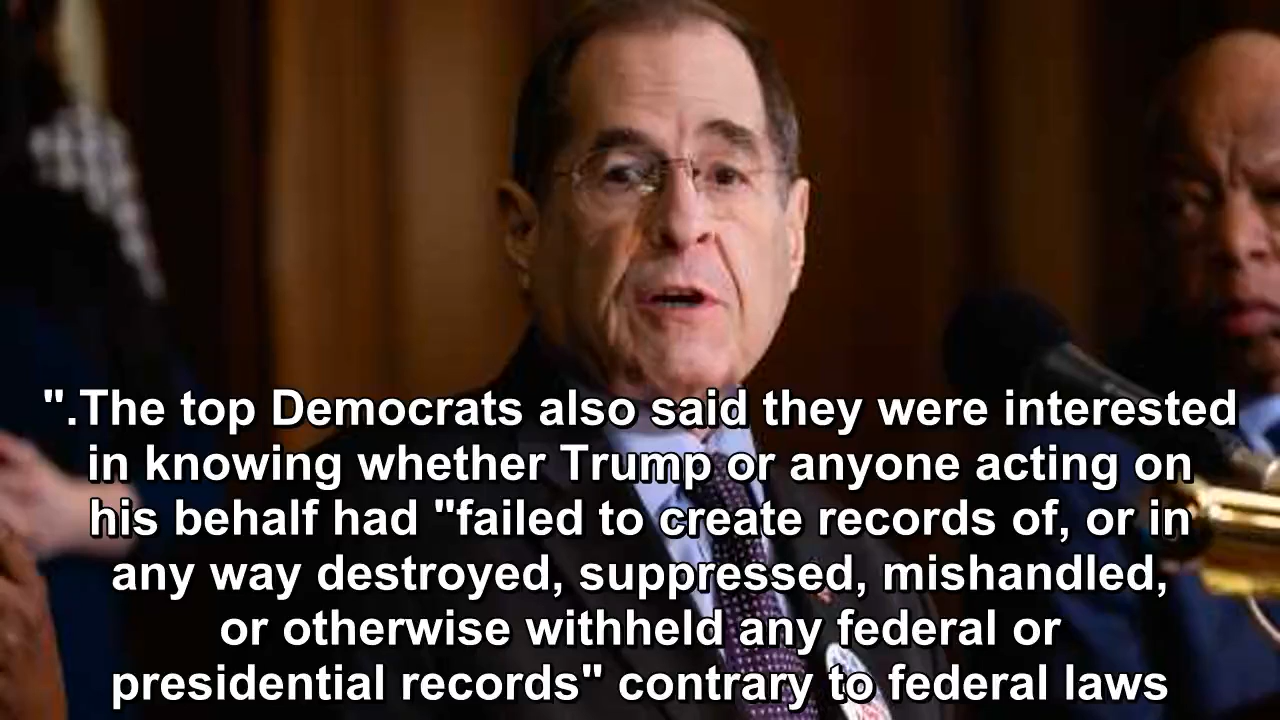 ".The top Democrats also said they were interested
in knowing whether Trump or anyone acting on
his behalf had "failed to create records of, or in
any way destroyed, suppressed, mishandled,
or otherwise withheld any federal or
presidential records" contrary to federal laws